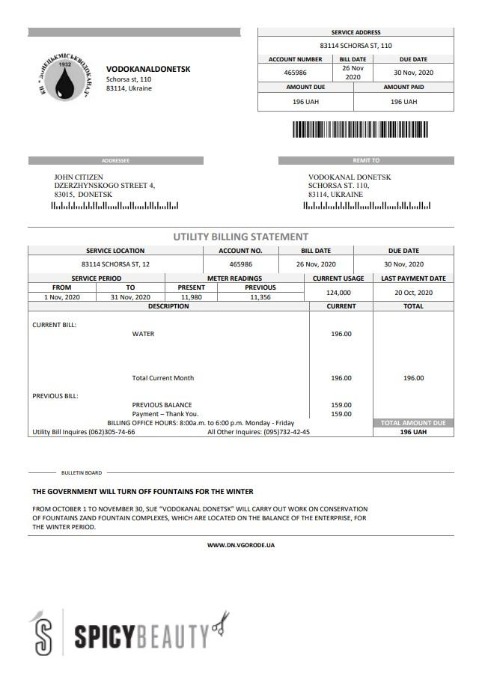 SERVICE ADDRESS
83114 SCHORSA ST, 110
ACCOUNT NUMBER BILL DATE DUE DATE
465986 26 Nov 2020 30 Nov, 2020
AMOUNT DUE AMOUNT PAID
196 UAH 196 UAH
1932
VODOKANALDONETSK
Schorsa st, 110
83114, Ukraine
ADDRESSEE REMIT TO
JOHN CITIZEN
DZERZHYNSKOGO STREET 4,
83015, DONETSK
VODOKANAL DONETSK
SCHORSA ST. 110,
83114, UKRAINE
UTILITY BILLING STATEMENT
SERVICE LOCATION ACCOUNT NO. BILL DATE DUE DATE
83114 SCHORSA ST, 12 465986 26 Nov, 2020 30 Nov, 2020
SERVICE PERIOD METER READINGS CURRENT USAGE LAST PAYMENT DATE
FROM TO PRESENT PREVIOUS
124,000 20 Oct, 2020
1 Nov, 2020 31 Nov, 2020 11,980 11,356
DESCRIPTION CURRENT TOTAL
CURRENT BILL:
WATER 196.00
Total Current Month 196.00 196.00
PREVIOUS BILL:
PREVIOUS BALANCE 159.00
Payment – Thank You. 159.00
BILLING OFFICE HOURS: 8:00a.m. to 6:00 p.m. Monday - Friday TOTAL AMOUNT DUE
Utility Bill Inquires (062)305-74-66 All Other Inquires: (095)732-42-45 196 UAH
BULLETIN BOARD
THE GOVERNMENT WILL TURN OFF FOUNTAINS FOR THE WINTER
FROM OCTOBER 1 TO NOVEMBER 30, SUE "VODOKANAL DONETSK" WILL CARRY OUT WORK ON CONSERVATION
OF FOUNTAINS ZAND FOUNTAIN COMPLEXES, WHICH ARE LOCATED ON THE BALANCE OF THE ENTERPRISE, FOR
THE WINTER PERIOD.
WWW.DN.VGORODE.UA
S SPICYBEAUTY